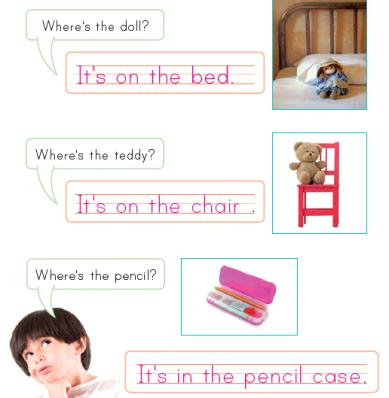 Where's the doll?
It's on the bed.
Where's the teddy?
It's on the chair .
Where's the pencil?
It's in the pencil case.